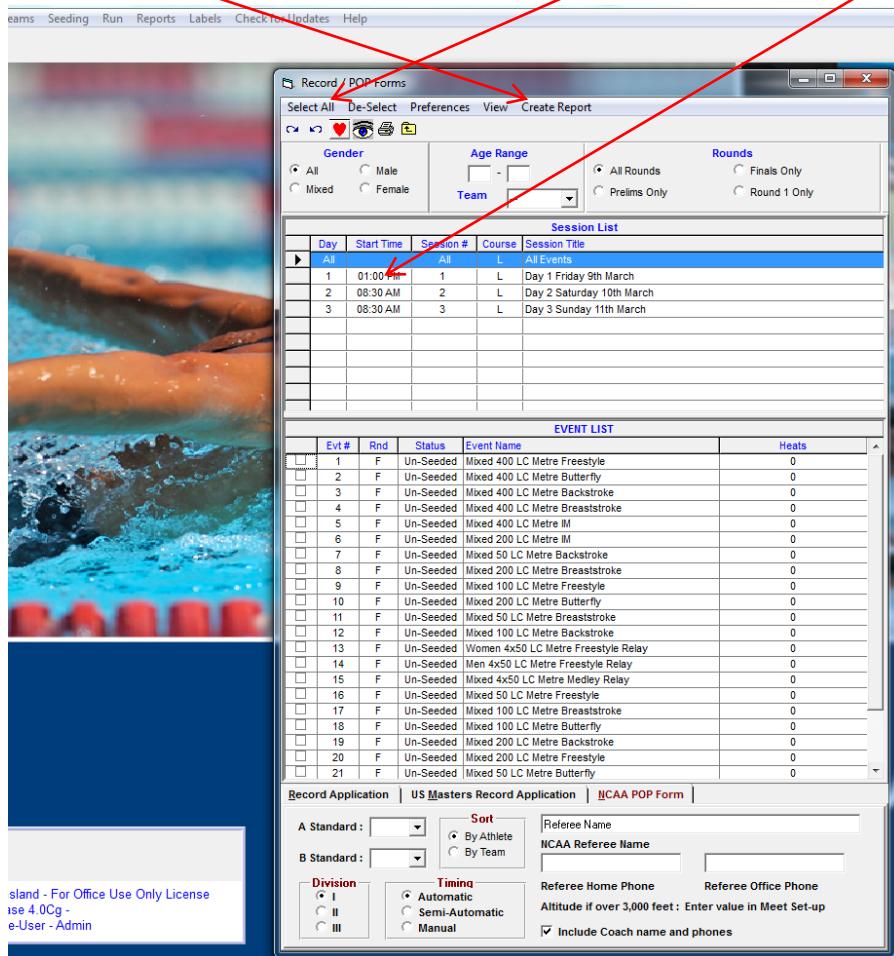 eams Seeding Run Reports Labels Check for Updates Help
Record / POP Forms
Select All De-Select Preferences View Create Report
Gender Age Range Rounds
All Male - All Rounds Finals Only
Mixed Female Team Prelims Only Round 1 Only
Session List
Day Start Time Session # Course Session Title
All All L All Events
1 01:00 PM 1 L Day 1 Friday 9th March
2 08:30 AM 2 L Day 2 Saturday 10th March
3 08:30 AM 3 L Day 3 Sunday 11th March
EVENT LIST
Evt # Rnd Status Event Name Heats
1 F Un-Seeded Mixed 400 LC Metre Freestyle 0
2 F Un-Seeded Mixed 400 LC Metre Butterfly 0
3 F Un-Seeded Mixed 400 LC Metre Backstroke 0
4 F Un-Seeded Mixed 400 LC Metre Breaststroke 0
5 F Un-Seeded Mixed 400 LC Metre IM 0
6 F Un-Seeded Mixed 200 LC Metre IM 0
7 F Un-Seeded Mixed 50 LC Metre Backstroke 0
8 F Un-Seeded Mixed 200 LC Metre Breaststroke 0
9 F Un-Seeded Mixed 100 LC Metre Freestyle 0
10 F Un-Seeded Mixed 200 LC Metre Butterfly 0
11 F Un-Seeded Mixed 50 LC Metre Breaststroke 0
12 F Un-Seeded Mixed 100 LC Metre Backstroke 0
13 F Un-Seeded Women 4x50 LC Metre Freestyle Relay 0
14 F Un-Seeded Men 4x50 LC Metre Freestyle Relay 0
15 F Un-Seeded Mixed 4x50 LC Metre Medley Relay 0
16 F Un-Seeded Mixed 50 LC Metre Freestyle 0
17 F Un-Seeded Mixed 100 LC Metre Breaststroke 0
18 F Un-Seeded Mixed 100 LC Metre Butterfly 0
19 F Un-Seeded Mixed 200 LC Metre Backstroke 0
20 F Un-Seeded Mixed 200 LC Metre Freestyle 0
21 F Un-Seeded Mixed 50 LC Metre Butterfly 0
Record Application US Masters Record Application NCAA POP Form
A Standard : Sort Referee Name
By Athlete NCAA Referee Name
B Standard : By Team
Division Timing Referee Home Phone Referee Office Phone
I Automatic
II Semi-Automatic Altitude if over 3,000 feet : Enter value in Meet Set-up
III Manual Include Coach name and phones
sland - For Office Use Only License
ase 4.0Cg -
e-User - Admin